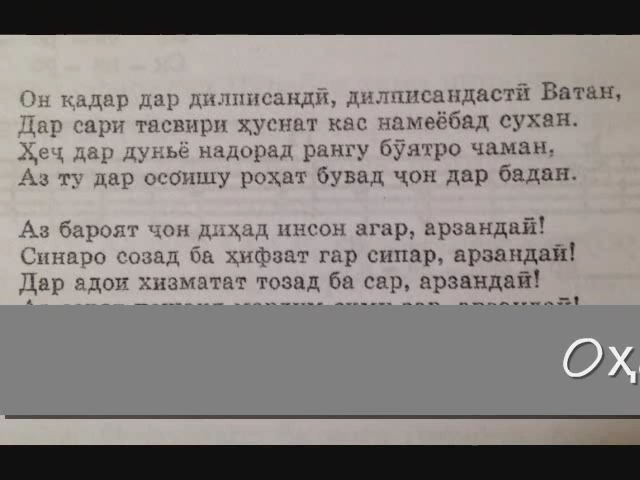 Он қадар дар дилписандӣ, дилписандастӣ Ватан,
Дар сари тасвири ҳуснат кас намеёбад сухан.
Ҳеҷ дар дуньё надорад рангу бӯятро чаман,
Аз ту дар осоишу роҳат бувад ҷон дар бадан.
Аз бароят ҷон диҳад инсон агар, арзандаӣ!
Синаро созад ба ҳифзат гар сипар, арзандаӣ!
Дар адои хизматат тозад ба сар, арзандаӣ!